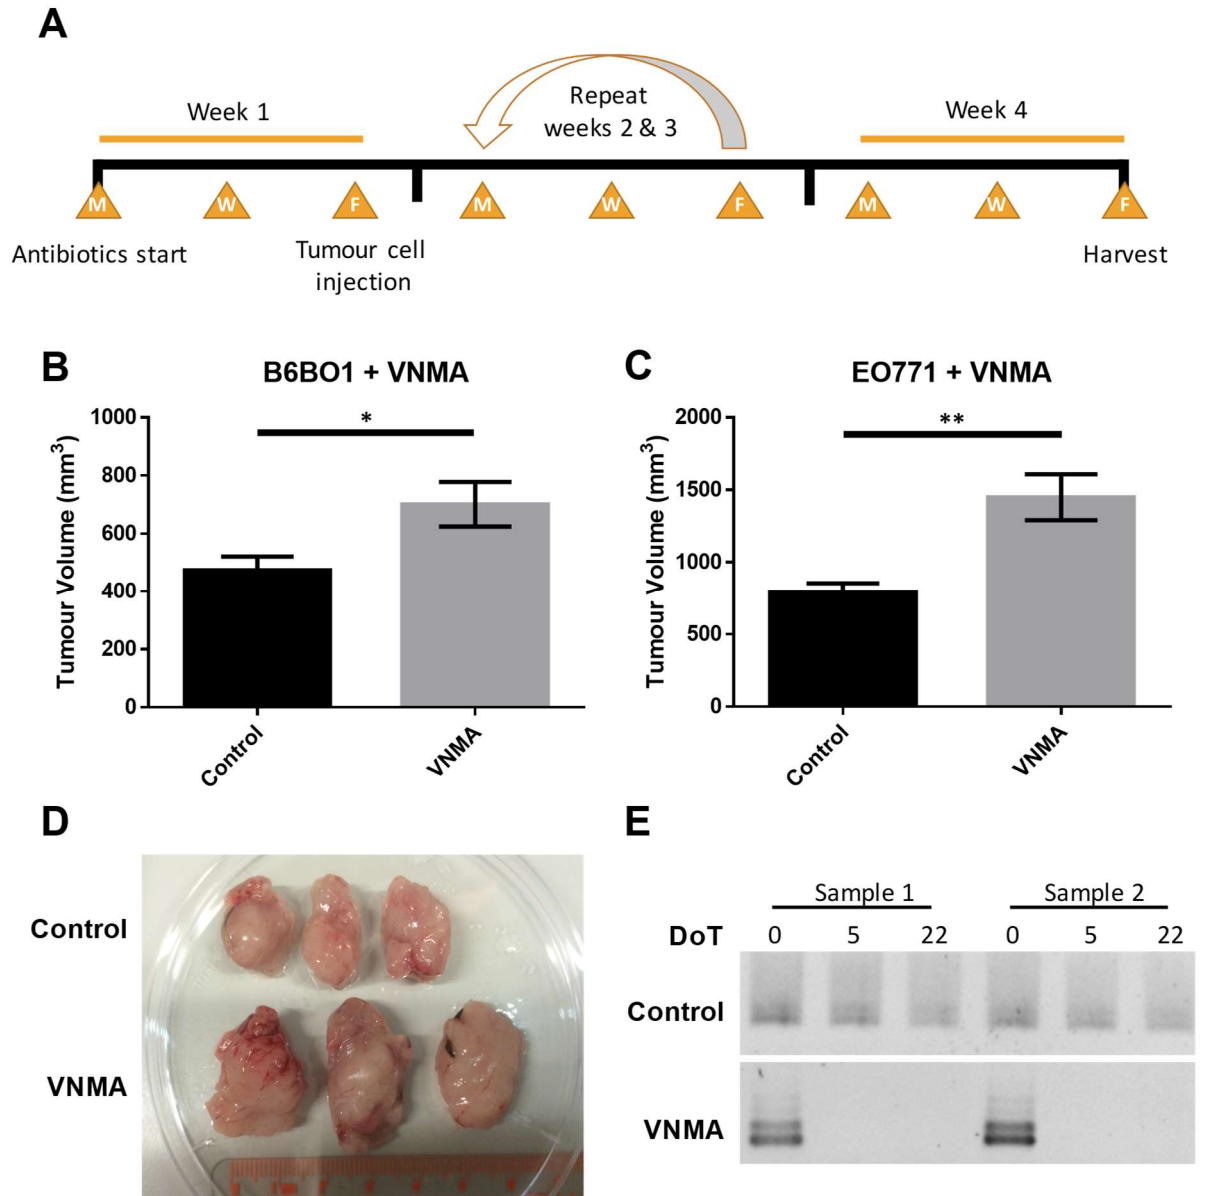 A
Week 1
Repeat
weeks 2 & 3
Week 4
M W F M W F M W F
Antibiotics start
Tumour cell
injection
Harvest
B
B6BO1 + VNMA
Tumour Volume (mm³)
1000
800
600
400
200
0
*
Control
VNMA
C
EO771 + VNMA
Tumour Volume (mm³)
2000
1500
1000
500
0
**
Control
VNMA
D
Control
VNMA
E
Sample 1 Sample 2
DoT 0 5 22 0 5 22
Control
VNMA